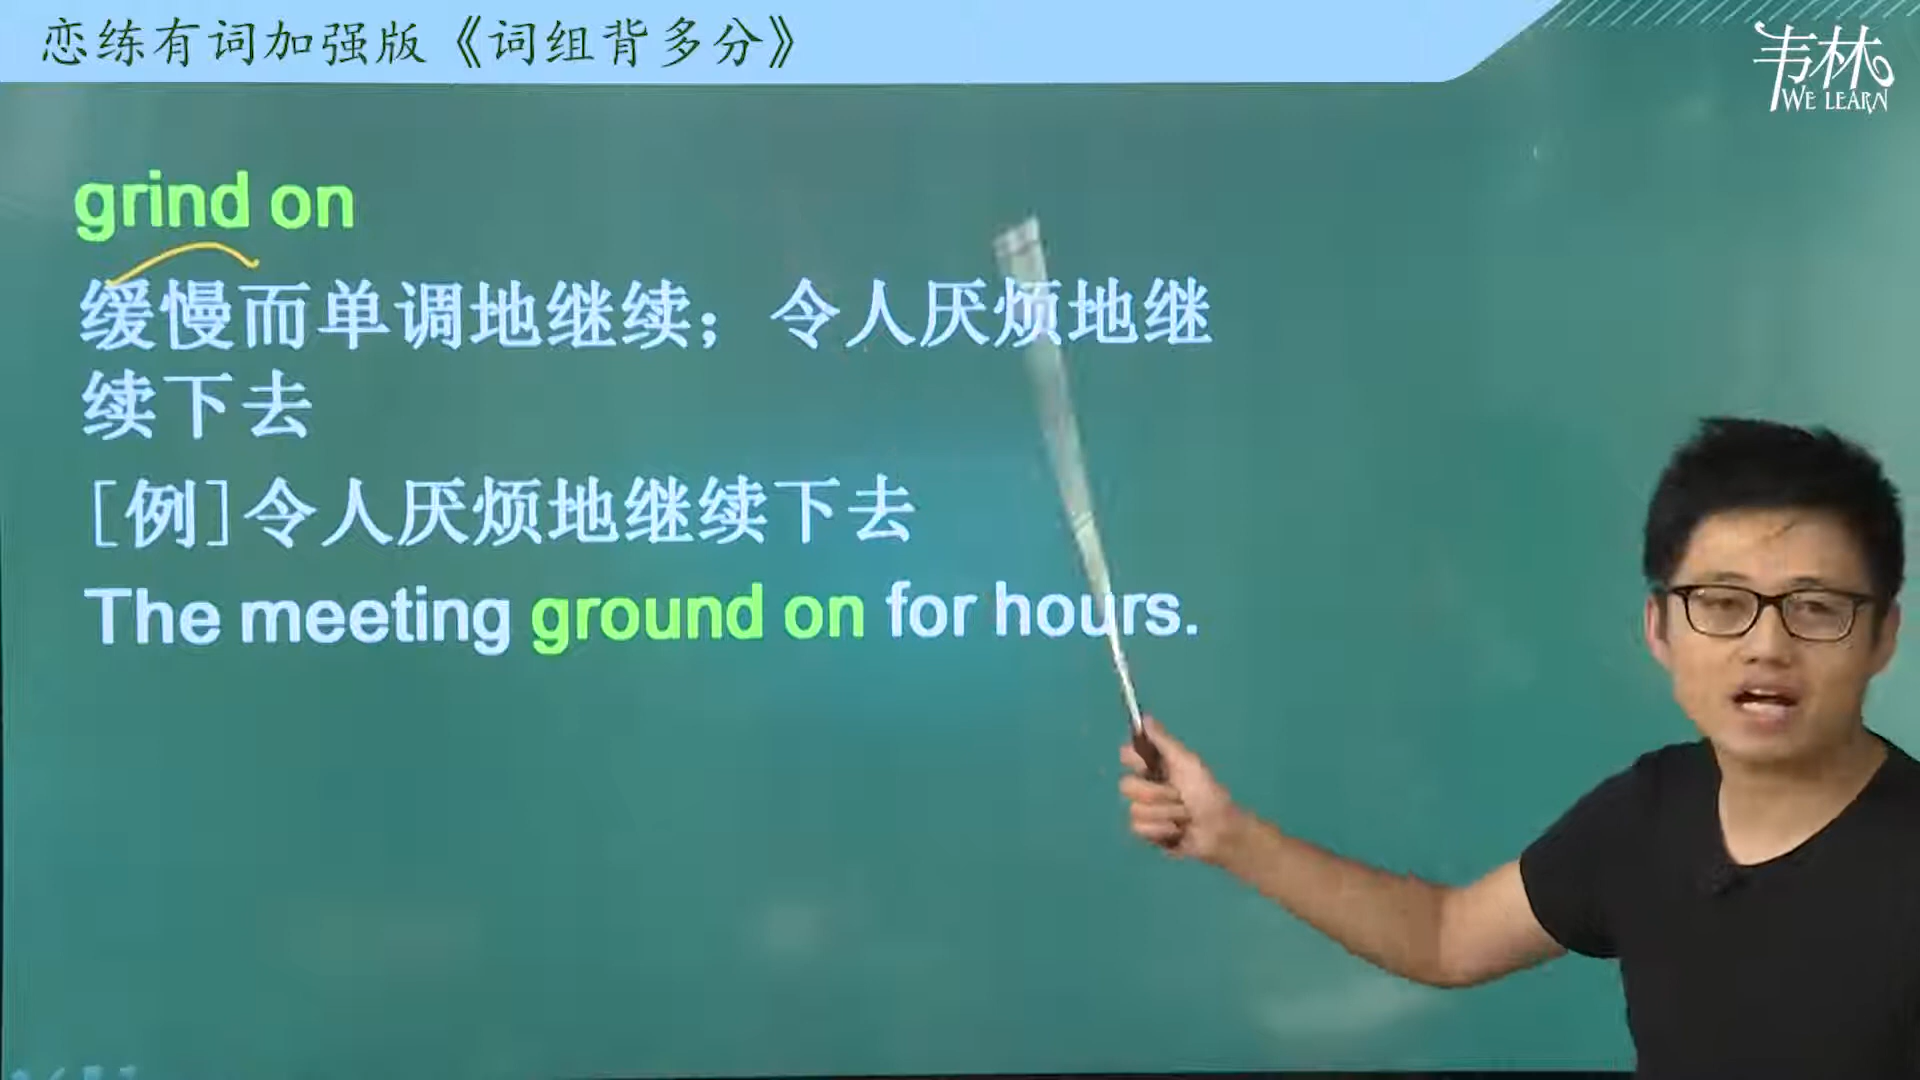 恋练有词加强版《词组背多分》
韦林
WE LEARN
grind on
缓慢而单调地继续；令人厌烦地继
续下去
[例]令人厌烦地继续下去
The meeting ground on for hours.